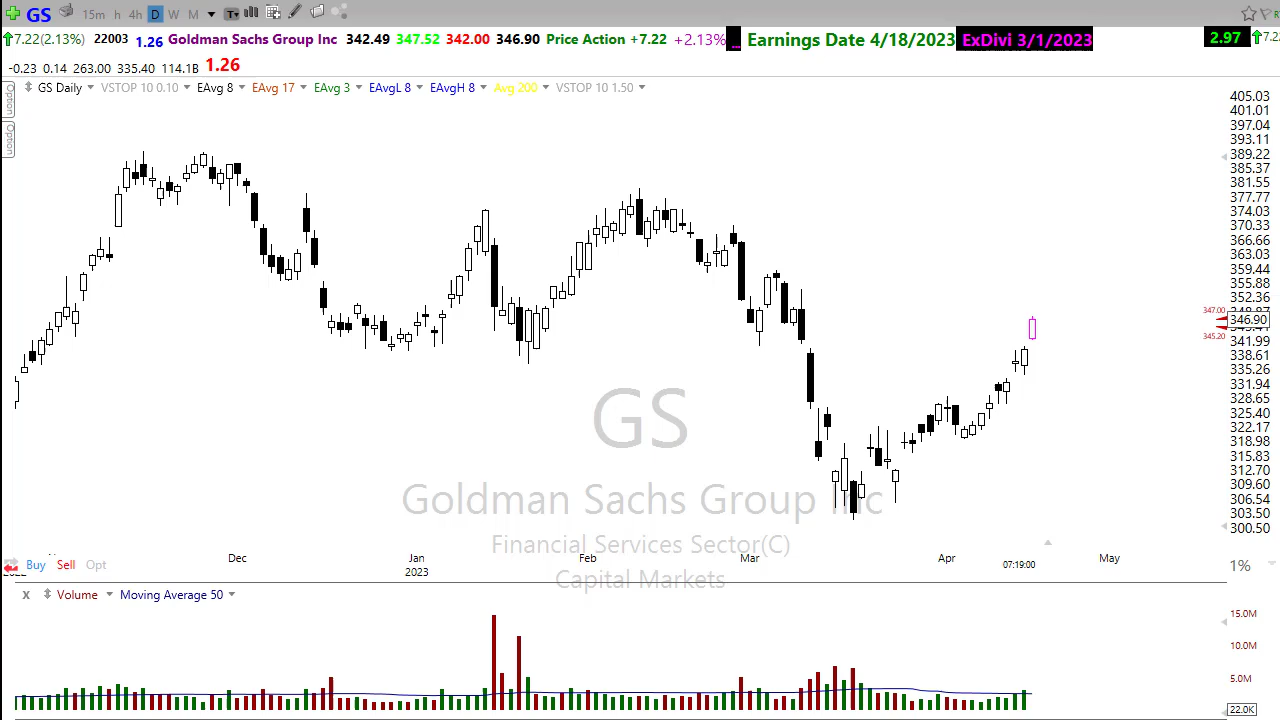 GS 15m h 4h D W M
7.22(2.13%) 22003 1.26 Goldman Sachs Group Inc 342.49 347.52 342.00 346.90 Price Action +7.22 +2.13% ... Earnings Date 4/18/2023 ExDivi 3/1/2023 2.97
-0.23 0.14 263.00 335.40 114.1B 1.26
Option
Option
GS Daily VSTOP 10 0.10 EAvg 8 EAvg 17 EAvg 3 EAvgL 8 EAvgH 8 Avg 200 VSTOP 10 1.50
405.03
401.01
397.04
393.11
389.22
385.37
381.55
377.77
374.03
370.33
366.66
363.03
359.44
355.88
352.36
347.00
346.90
345.20
341.99
338.61
335.26
331.94
328.65
325.40
322.17
318.98
315.83
312.70
309.60
306.54
303.50
300.50
GS
Goldman Sachs Group Inc
Financial Services Sector(C)
Capital Markets
Dec Jan Feb Mar Apr May
2023
07:19:00
Buy Sell Opt
1%
x Volume Moving Average 50
15.0M
10.0M
5.0M
22.0K